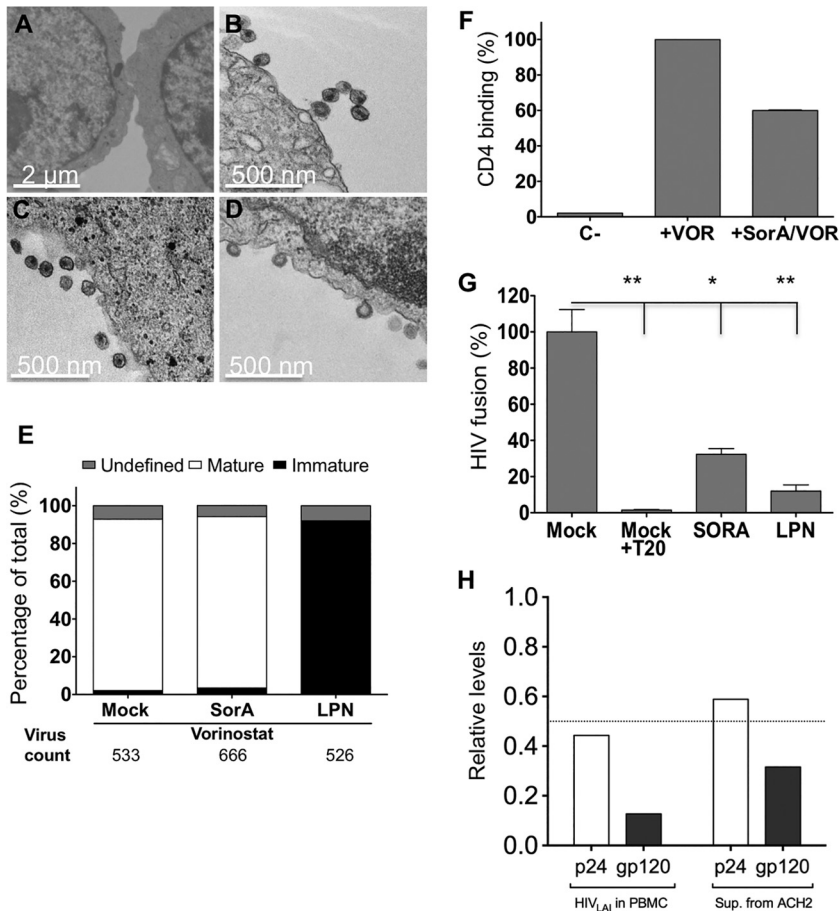 A
2 µm
B
500 nm
C
500 nm
D
500 nm
E
Undefined Mature Immature
Percentage of total (%)
100
80
60
40
20
0
Mock SorA LPN
Vorinostat
Virus
count 533 666 526
F
CD4 binding (%)
100
80
60
40
20
0
C- +VOR +SorA/VOR
G
HIV fusion (%)
120
100
80
60
40
20
0
** * **
Mock Mock SORA LPN
+T20
H
Relative levels
1.0
0.8
0.6
0.4
0.2
0.0
p24 gp120 p24 gp120
HIVLAI in PBMC Sup. from ACH2